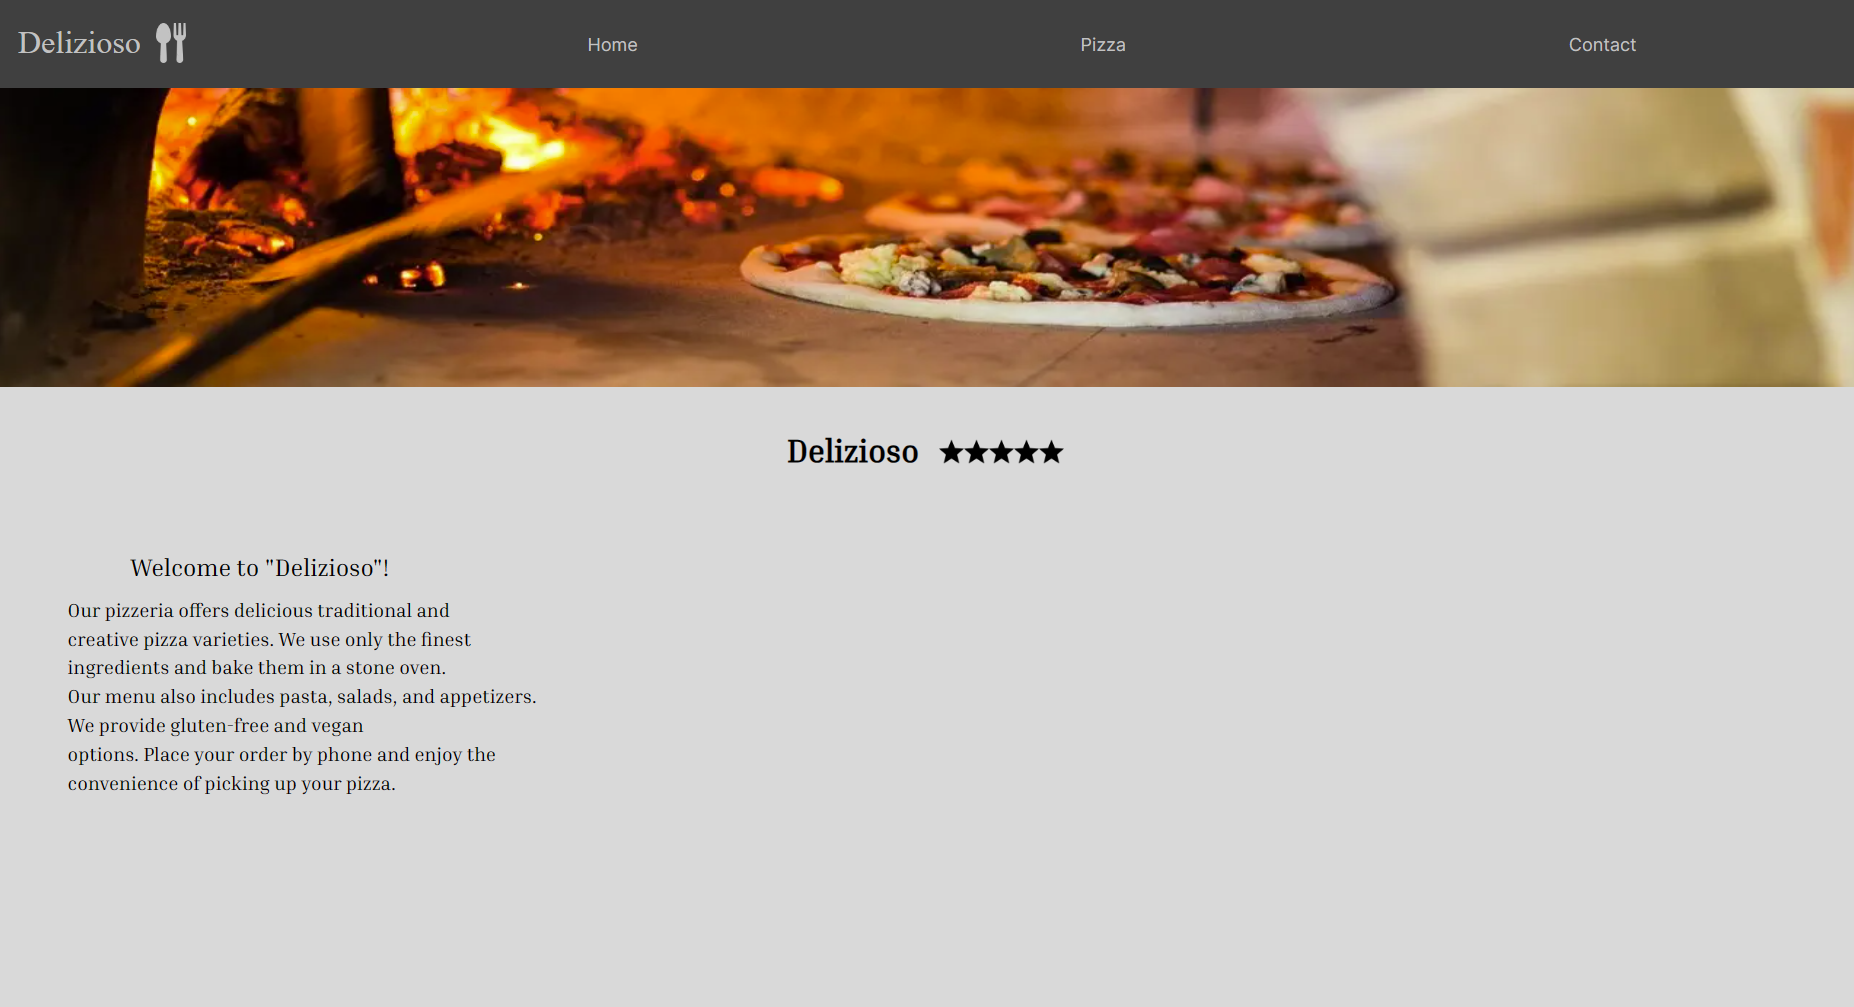 Delizioso
Home
Pizza
Contact
Delizioso ★★★★★
Welcome to "Delizioso"!
Our pizzeria offers delicious traditional and
creative pizza varieties. We use only the finest
ingredients and bake them in a stone oven.
Our menu also includes pasta, salads, and appetizers.
We provide gluten-free and vegan
options. Place your order by phone and enjoy the
convenience of picking up your pizza.